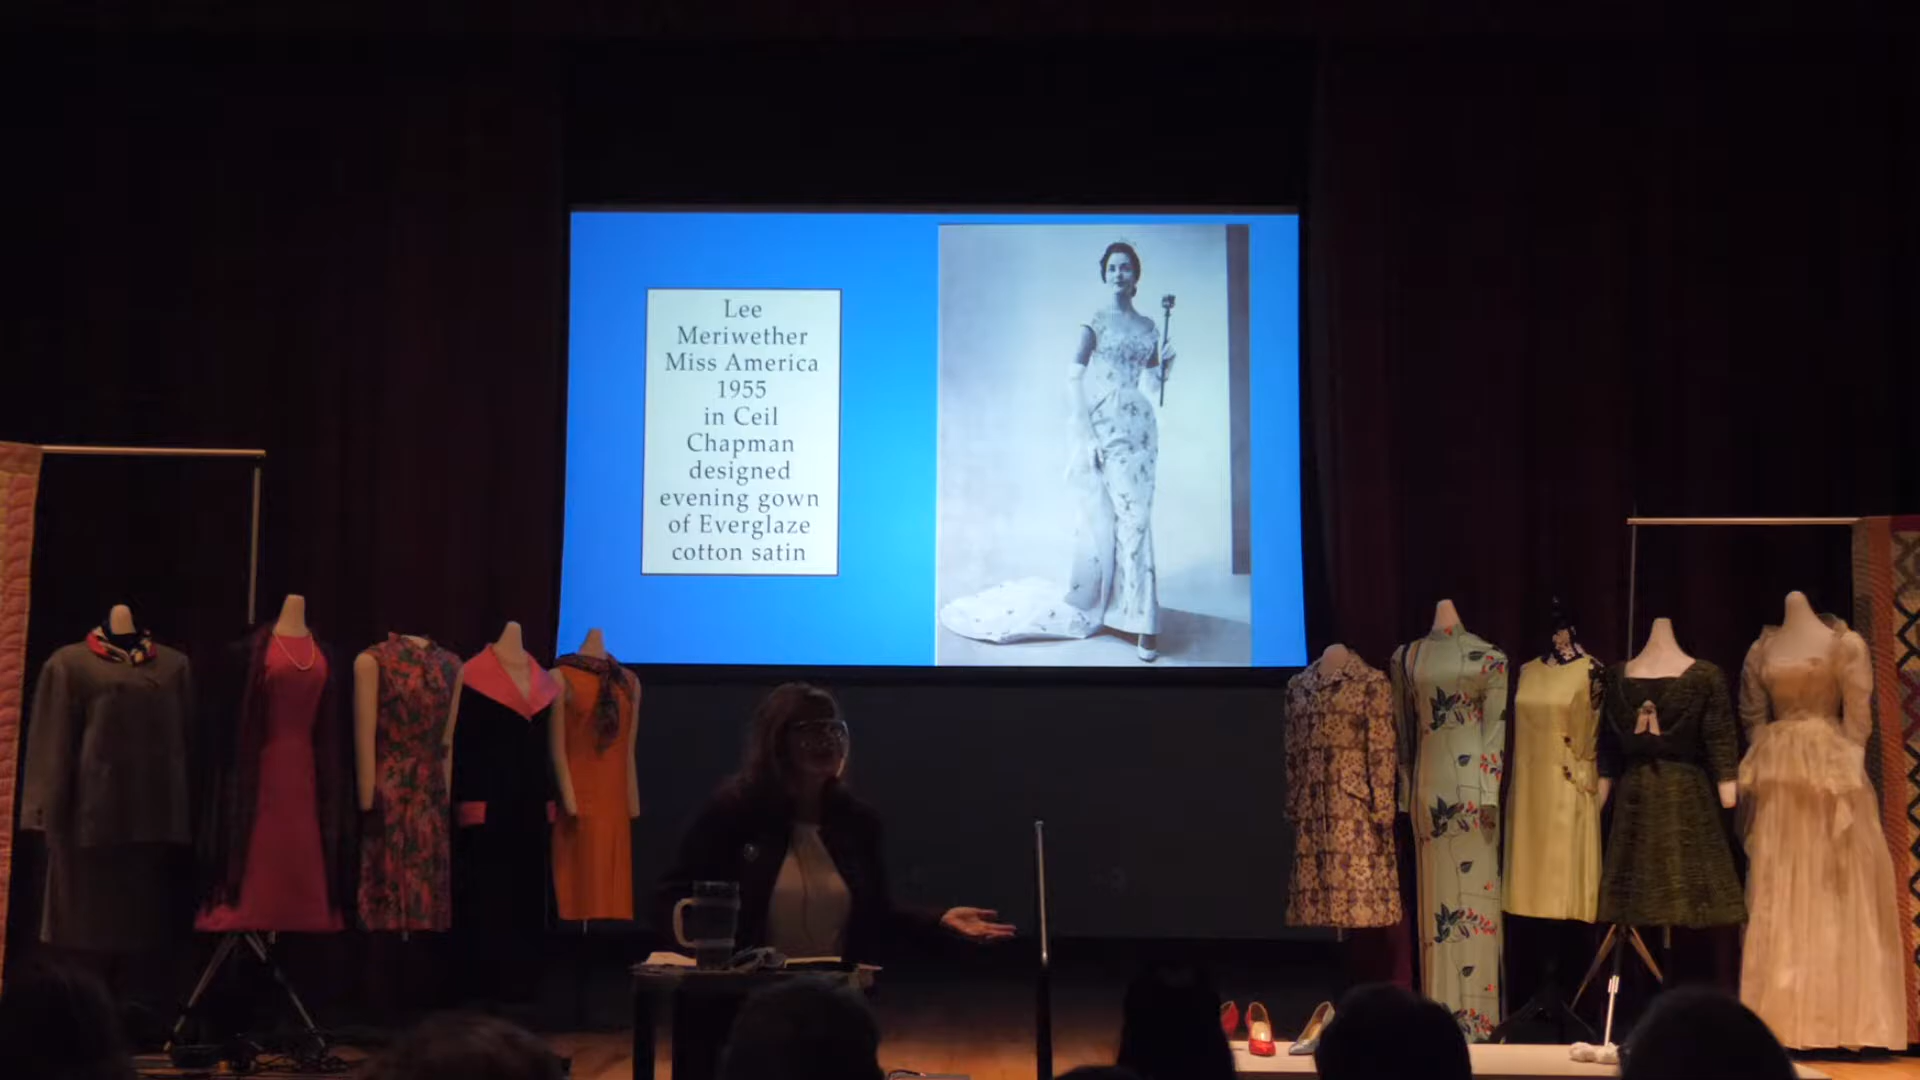 Lee
Meriwether
Miss America
1955
in Ceil
Chapman
designed
evening gown
of Everglaze
cotton satin